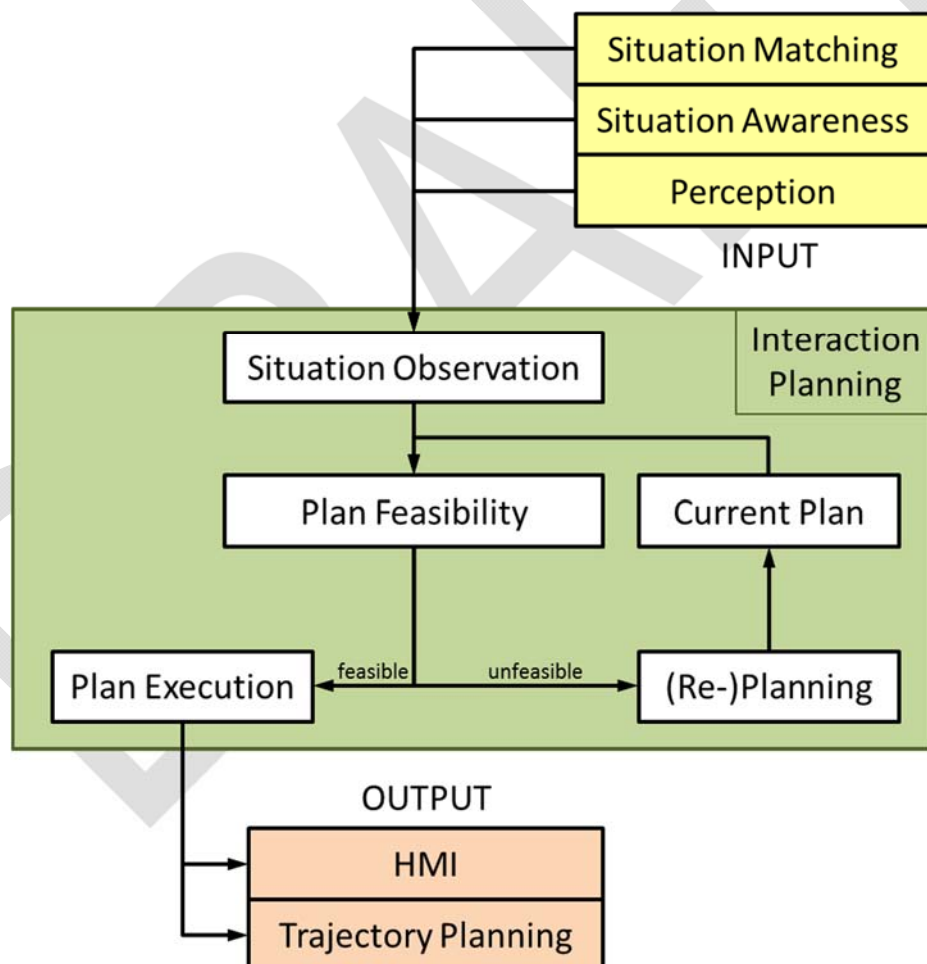 Situation Matching
Situation Awareness
Perception
INPUT
Interaction
Planning
Situation Observation
Plan Feasibility
Current Plan
feasible
unfeasible
Plan Execution
(Re-)Planning
OUTPUT
HMI
Trajectory Planning